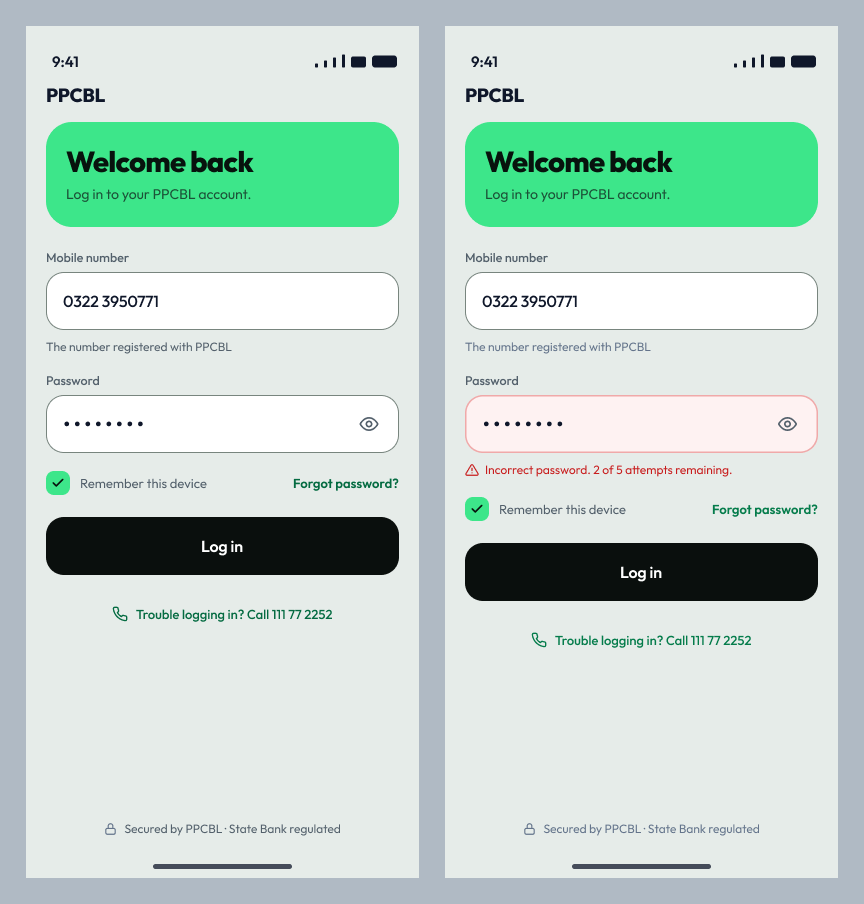 9:41
PPCBL
Welcome back
Log in to your PPCBL account.
Mobile number
0322 3950771
The number registered with PPCBL
Password
••••••••
Remember this device
Forgot password?
Log in
Trouble logging in? Call 111 77 2252
Secured by PPCBL · State Bank regulated
9:41
PPCBL
Welcome back
Log in to your PPCBL account.
Mobile number
0322 3950771
The number registered with PPCBL
Password
••••••••
Incorrect password. 2 of 5 attempts remaining.
Remember this device
Forgot password?
Log in
Trouble logging in? Call 111 77 2252
Secured by PPCBL · State Bank regulated